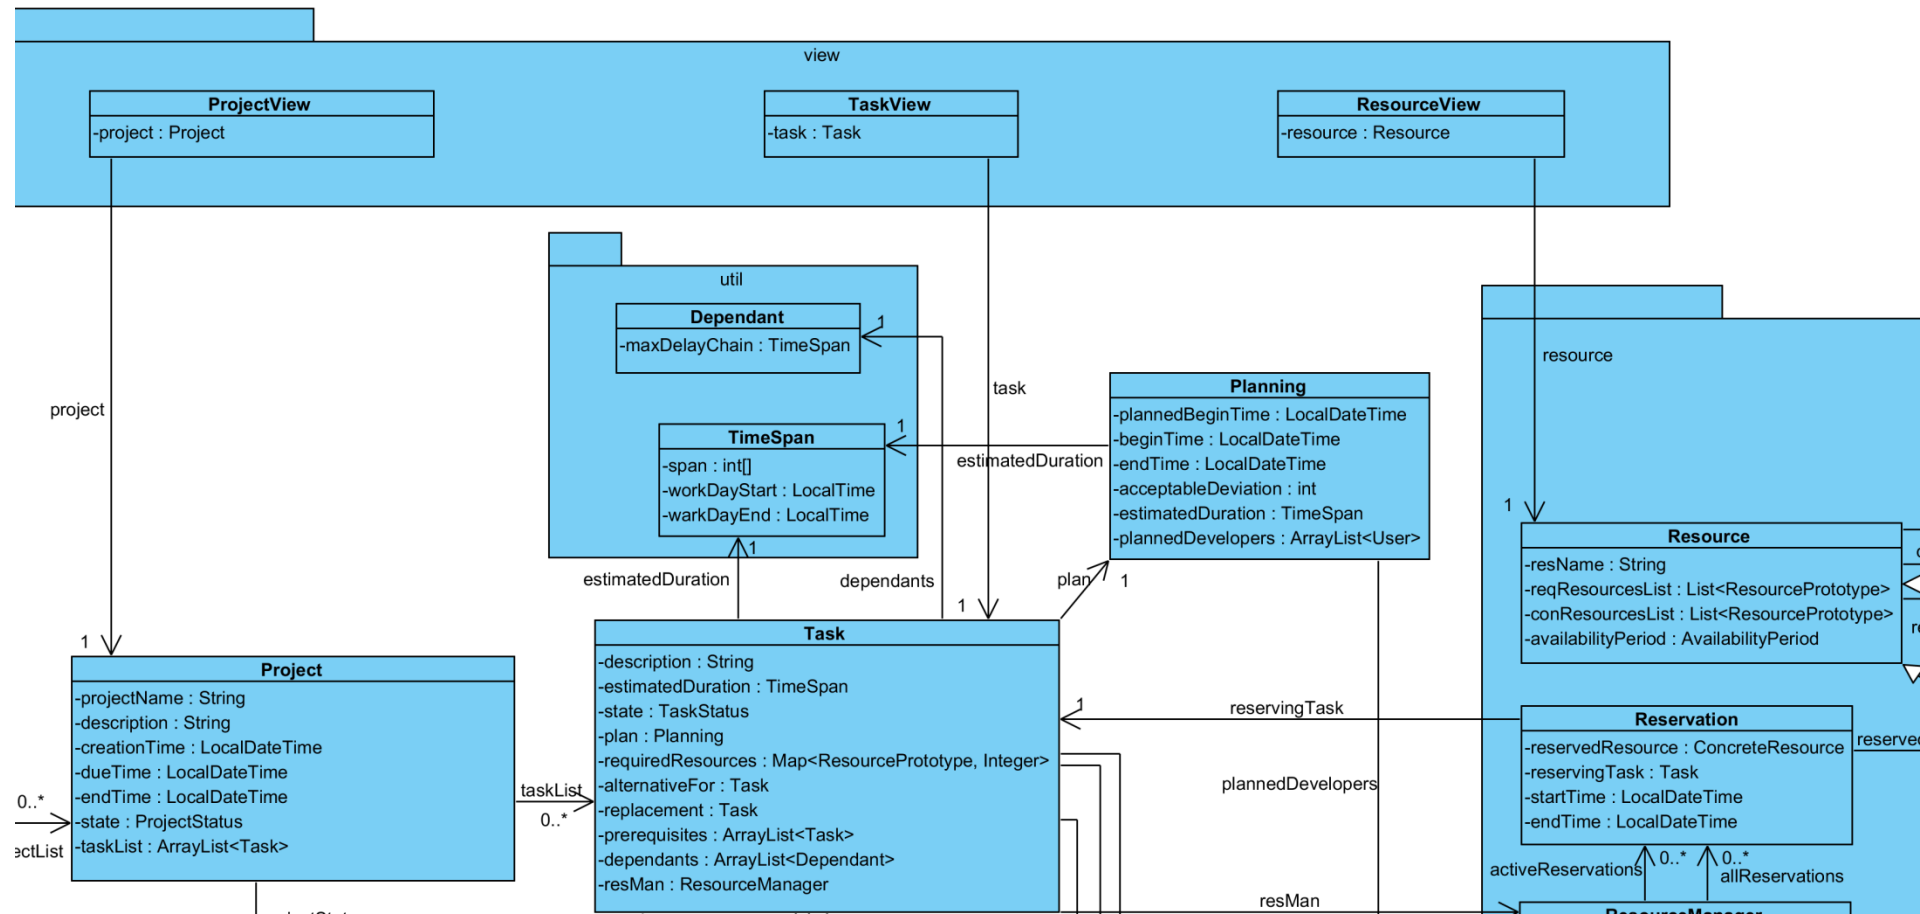 view
ProjectView
-project : Project
TaskView
-task : Task
ResourceView
-resource : Resource
util
Dependant
-maxDelayChain : TimeSpan
1
TimeSpan
-span : int[]
-workDayStart : LocalTime
-warkDayEnd : LocalTime
1
estimatedDuration
1
estimatedDuration
dependants
task
1
plan
1
Planning
-plannedBeginTime : LocalDateTime
-beginTime : LocalDateTime
-endTime : LocalDateTime
-acceptableDeviation : int
-estimatedDuration : TimeSpan
-plannedDevelopers : ArrayList<User>
resource
1
Resource
-resName : String
-reqResourcesList : List<ResourcePrototype>
-conResourcesList : List<ResourcePrototype>
-availabilityPeriod : AvailabilityPeriod
project
1
Project
-projectName : String
-description : String
-creationTime : LocalDateTime
-dueTime : LocalDateTime
-endTime : LocalDateTime
-state : ProjectStatus
-taskList : ArrayList<Task>
0..*
ectList
taskList
0..*
Task
-description : String
-estimatedDuration : TimeSpan
-state : TaskStatus
-plan : Planning
-requiredResources : Map<ResourcePrototype, Integer>
-alternativeFor : Task
-replacement : Task
-prerequisites : ArrayList<Task>
-dependants : ArrayList<Dependant>
-resMan : ResourceManager
1
reservingTask
plannedDevelopers
resMan
Reservation
-reservedResource : ConcreteResource
-reservingTask : Task
-startTime : LocalDateTime
-endTime : LocalDateTime
reserved
activeReservations
0..*
0..*
allReservations
ResourceManager